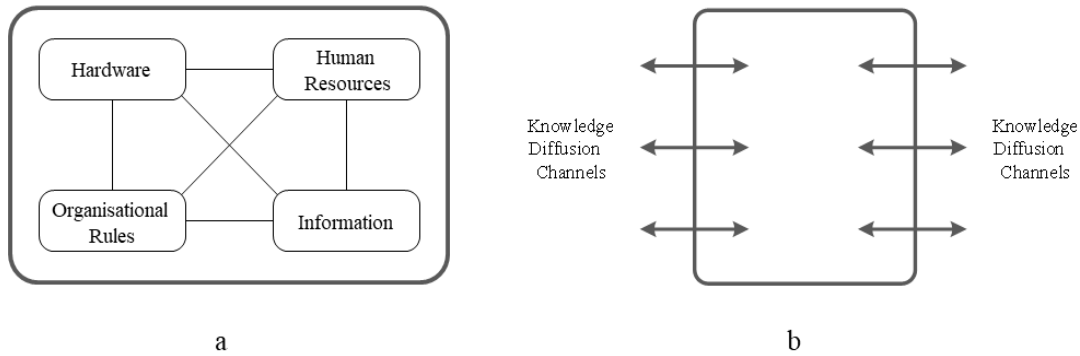 Hardware
Human
Resources
Organisational
Rules
Information
a
Knowledge
Diffusion
Channels
Knowledge
Diffusion
Channels
b